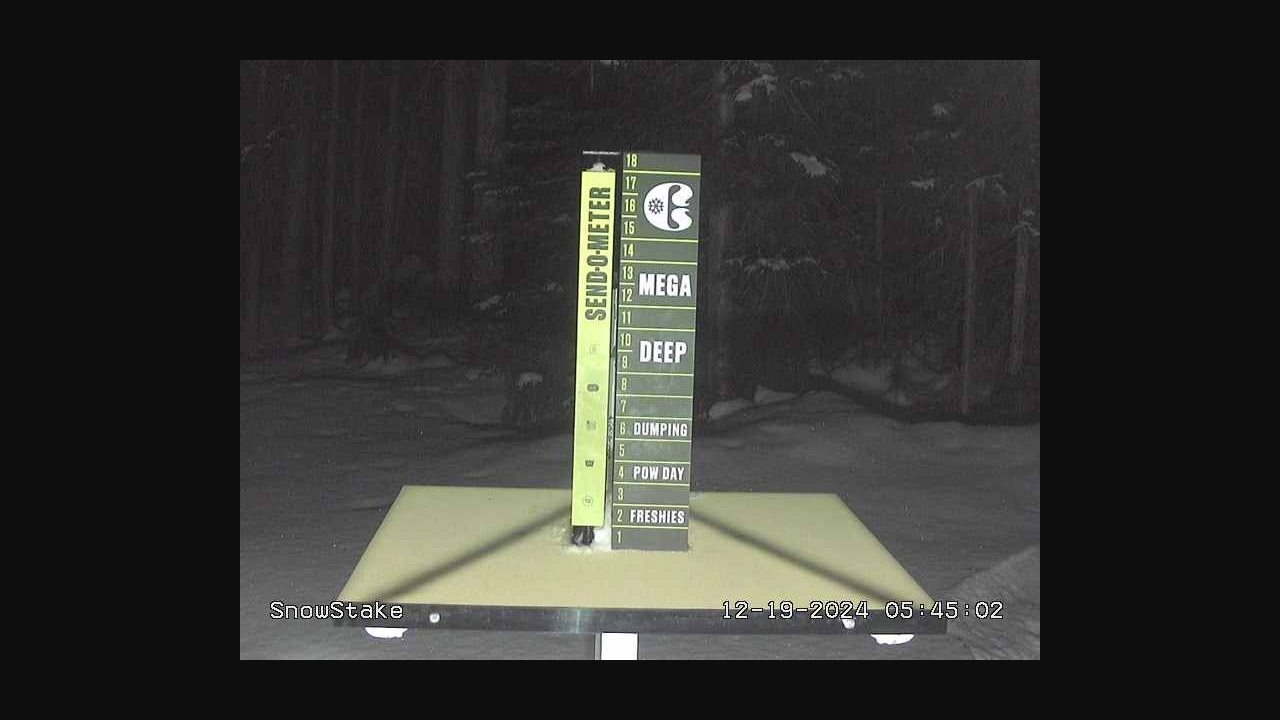 SEND-O-METER
18
17
16
15
14
13
MEGA
12
11
10
DEEP
9
8
7
6 DUMPING
5
4 POW DAY
3
2 FRESHIES
1
SnowStake
12-19-2024 05:45:02